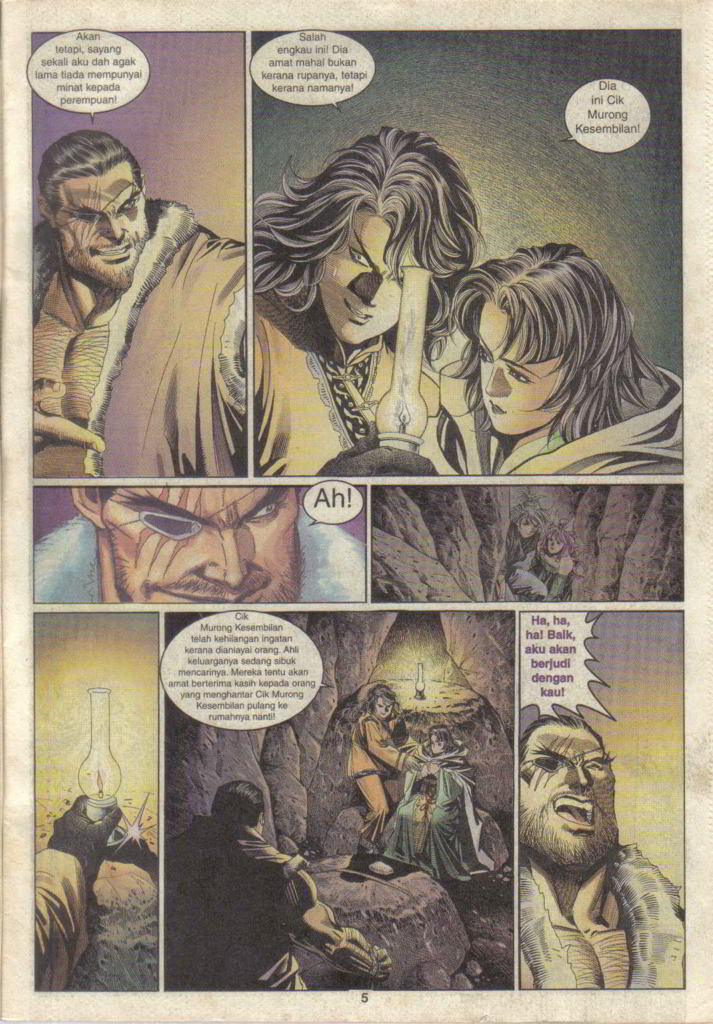 Akan
tetapi, sayang
sekali aku dah agak
lama tiada mempunyai
minat kepada
perempuan!
Salah
engkau ini! Dia
amat mahal bukan
kerana rupanya, tetapi
kerana namanya!
Dia
ini Cik
Murong
Kesembilan!
Ah!
Cik
Murong Kesembilan
telah kehilangan ingatan
kerana dianiayai orang. Ahli
keluarganya sedang sibuk
mencarinya. Mereka tentu akan
amat berterima kasih kepada orang
yang menghantar Cik Murong
Kesembilan pulang ke
rumahnya nanti!
Ha, ha,
ha! Baik,
aku akan
berjudi
dengan
kau!
5